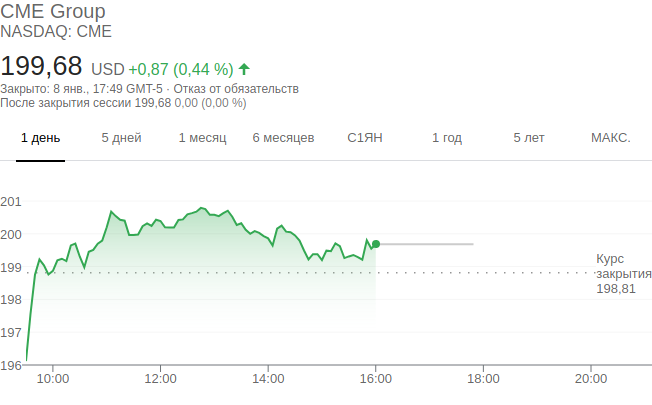 CME Group
NASDAQ: CME
199,68 USD +0,87 (0,44 %)
Закрыто: 8 янв., 17:49 GMT-5 · Отказ от обязательств
После закрытия сессии 199,68 0,00 (0,00 %)
1 день 5 дней 1 месяц 6 месяцев С1ЯН 1 год 5 лет МАКС.
201
200
199
198
197
196
Курс
закрытия
198,81
10:00 12:00 14:00 16:00 18:00 20:00